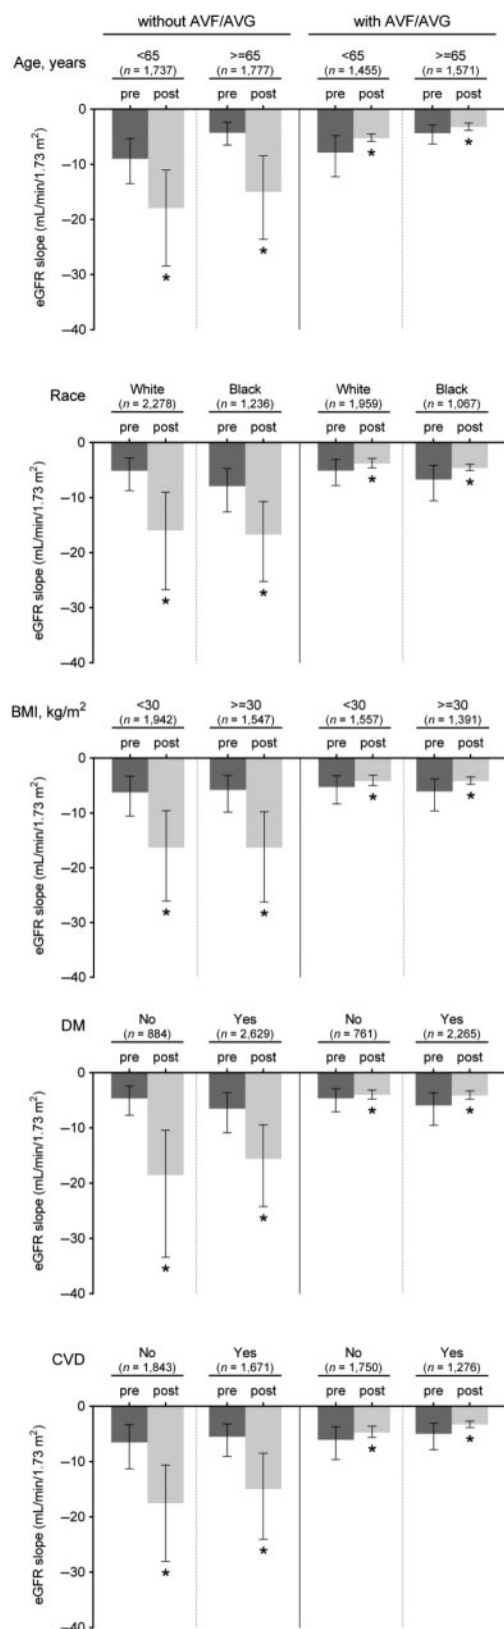 without AVF/AVG with AVF/AVG
Age, years <65 >=65 <65 >=65
(n = 1,737) (n = 1,777) (n = 1,455) (n = 1,571)
pre post pre post pre post pre post
eGFR slope (mL/min/1.73 m²)
0
–10
–20
–30
–40
* * * *
Race White Black White Black
(n = 2,278) (n = 1,236) (n = 1,959) (n = 1,067)
pre post pre post pre post pre post
eGFR slope (mL/min/1.73 m²)
0
–10
–20
–30
–40
* * * *
BMI, kg/m² <30 >=30 <30 >=30
(n = 1,942) (n = 1,547) (n = 1,557) (n = 1,391)
pre post pre post pre post pre post
eGFR slope (mL/min/1.73 m²)
0
–10
–20
–30
–40
* * * *
DM No Yes No Yes
(n = 884) (n = 2,629) (n = 761) (n = 2,265)
pre post pre post pre post pre post
eGFR slope (mL/min/1.73 m²)
0
–10
–20
–30
–40
* * * *
CVD No Yes No Yes
(n = 1,843) (n = 1,671) (n = 1,750) (n = 1,276)
pre post pre post pre post pre post
eGFR slope (mL/min/1.73 m²)
0
–10
–20
–30
–40
* * * *